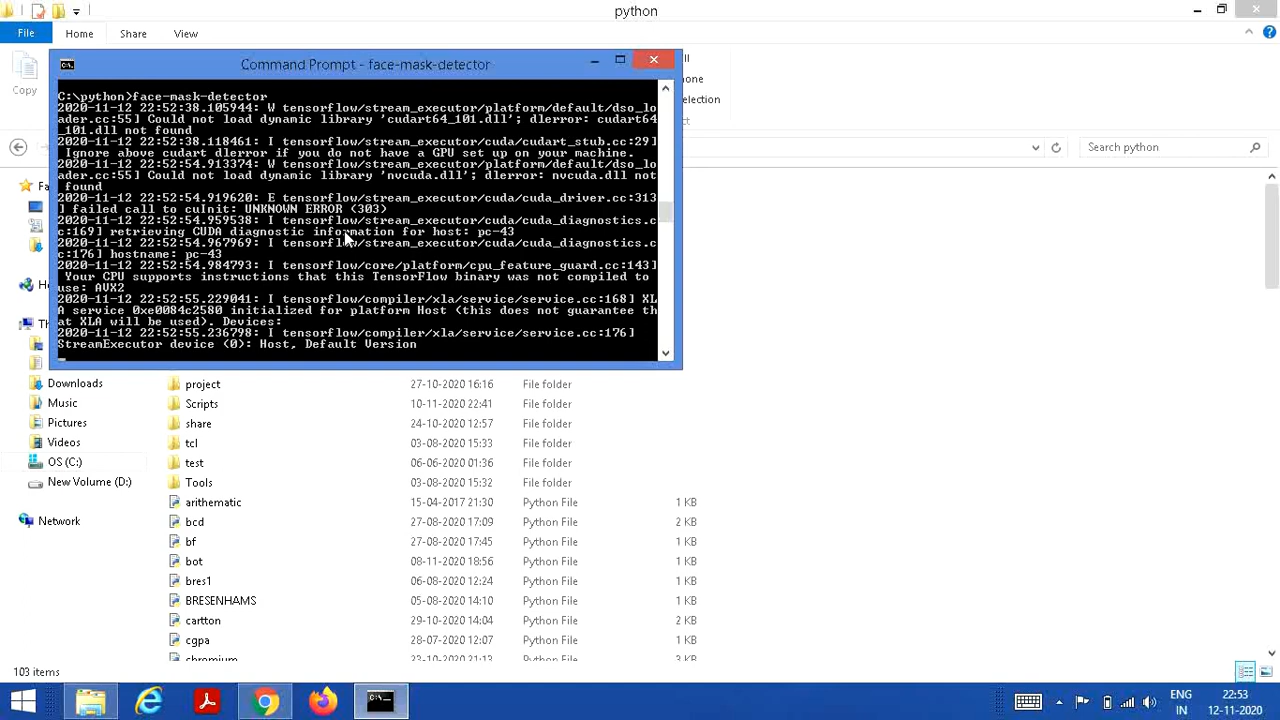 python
File
Home
Share
View
Copy
Command Prompt - face-mask-detector
C:\python>face-mask-detector
2020-11-12 22:52:38.105944: W tensorflow/stream_executor/platform/default/dso_lo
ader.cc:55] Could not load dynamic library 'cudart64_101.dll'; dlerror: cudart64
_101.dll not found
2020-11-12 22:52:38.118461: I tensorflow/stream_executor/cuda/cudart_stub.cc:29]
Ignore above cudart dlerror if you do not have a GPU set up on your machine.
2020-11-12 22:52:54.913374: W tensorflow/stream_executor/platform/default/dso_lo
ader.cc:55] Could not load dynamic library 'nvcuda.dll'; dlerror: nvcuda.dll not
found
2020-11-12 22:52:54.919620: E tensorflow/stream_executor/cuda/cuda_driver.cc:313
] failed call to cuInit: UNKNOWN ERROR (303)
2020-11-12 22:52:54.959538: I tensorflow/stream_executor/cuda/cuda_diagnostics.c
c:169] retrieving CUDA diagnostic information for host: pc-43
2020-11-12 22:52:54.967969: I tensorflow/stream_executor/cuda/cuda_diagnostics.c
c:176] hostname: pc-43
2020-11-12 22:52:54.984793: I tensorflow/core/platform/cpu_feature_guard.cc:143]
Your CPU supports instructions that this TensorFlow binary was not compiled to
use: AVX2
2020-11-12 22:52:55.229041: I tensorflow/compiler/xla/service/service.cc:168] XL
A service 0xe0084c2580 initialized for platform Host (this does not guarantee th
at XLA will be used). Devices:
2020-11-12 22:52:55.236798: I tensorflow/compiler/xla/service/service.cc:176]
StreamExecutor device (0): Host, Default Version
ll
one
election
ct
Search python
Fa
Ho
Th
Downloads
Music
Pictures
Videos
OS (C:)
New Volume (D:)
Network
project 27-10-2020 16:16 File folder
Scripts 10-11-2020 22:41 File folder
share 24-10-2020 12:57 File folder
tcl 03-08-2020 15:33 File folder
test 06-06-2020 01:36 File folder
Tools 03-08-2020 15:32 File folder
arithematic 15-04-2017 21:30 Python File 1 KB
bcd 27-08-2020 17:09 Python File 2 KB
bf 27-08-2020 17:45 Python File 1 KB
bot 08-11-2020 18:56 Python File 1 KB
bres1 06-08-2020 12:24 Python File 1 KB
BRESENHAMS 05-08-2020 14:10 Python File 1 KB
cartton 29-10-2020 14:04 Python File 2 KB
cgpa 28-07-2020 12:07 Python File 1 KB
chromium 23-10-2020 21:13 Python File 3 KB
103 items
ENG
IN
22:53
12-11-2020